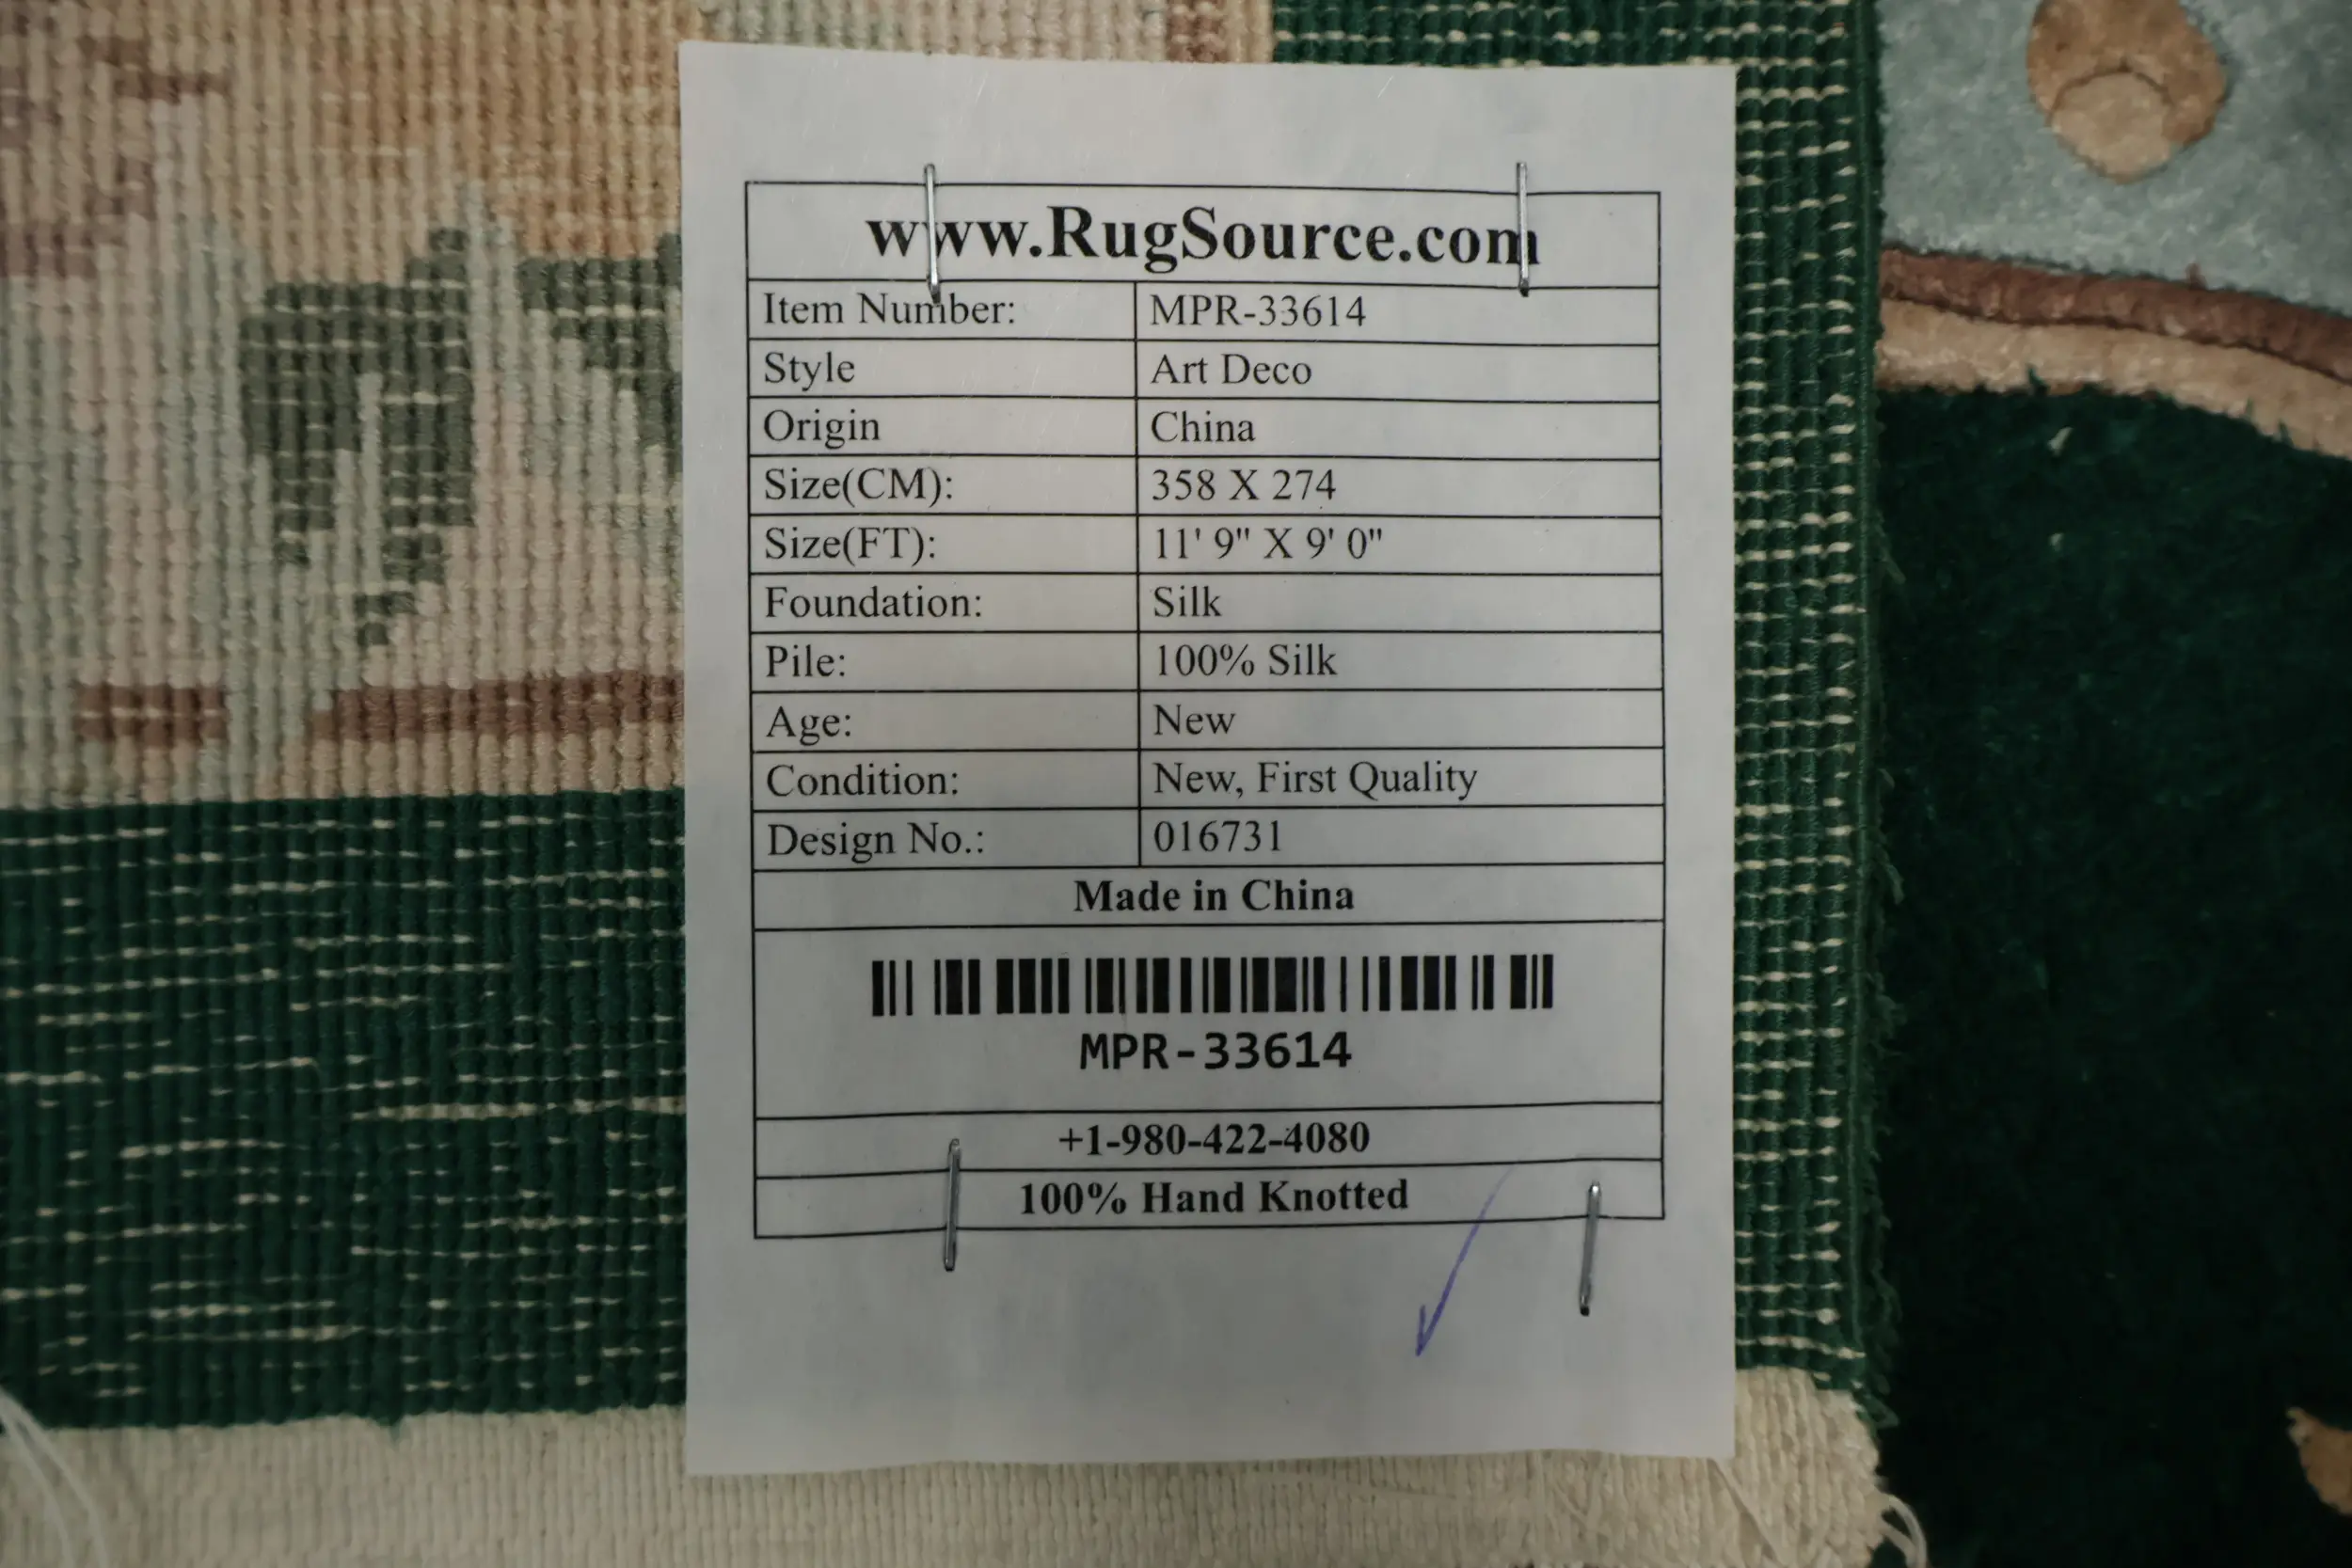 www.RugSource.com
Item Number: MPR-33614
Style Art Deco
Origin China
Size(CM): 358 X 274
Size(FT): 11' 9" X 9' 0"
Foundation: Silk
Pile: 100% Silk
Age: New
Condition: New, First Quality
Design No.: 016731
Made in China
MPR-33614
+1-980-422-4080
100% Hand Knotted